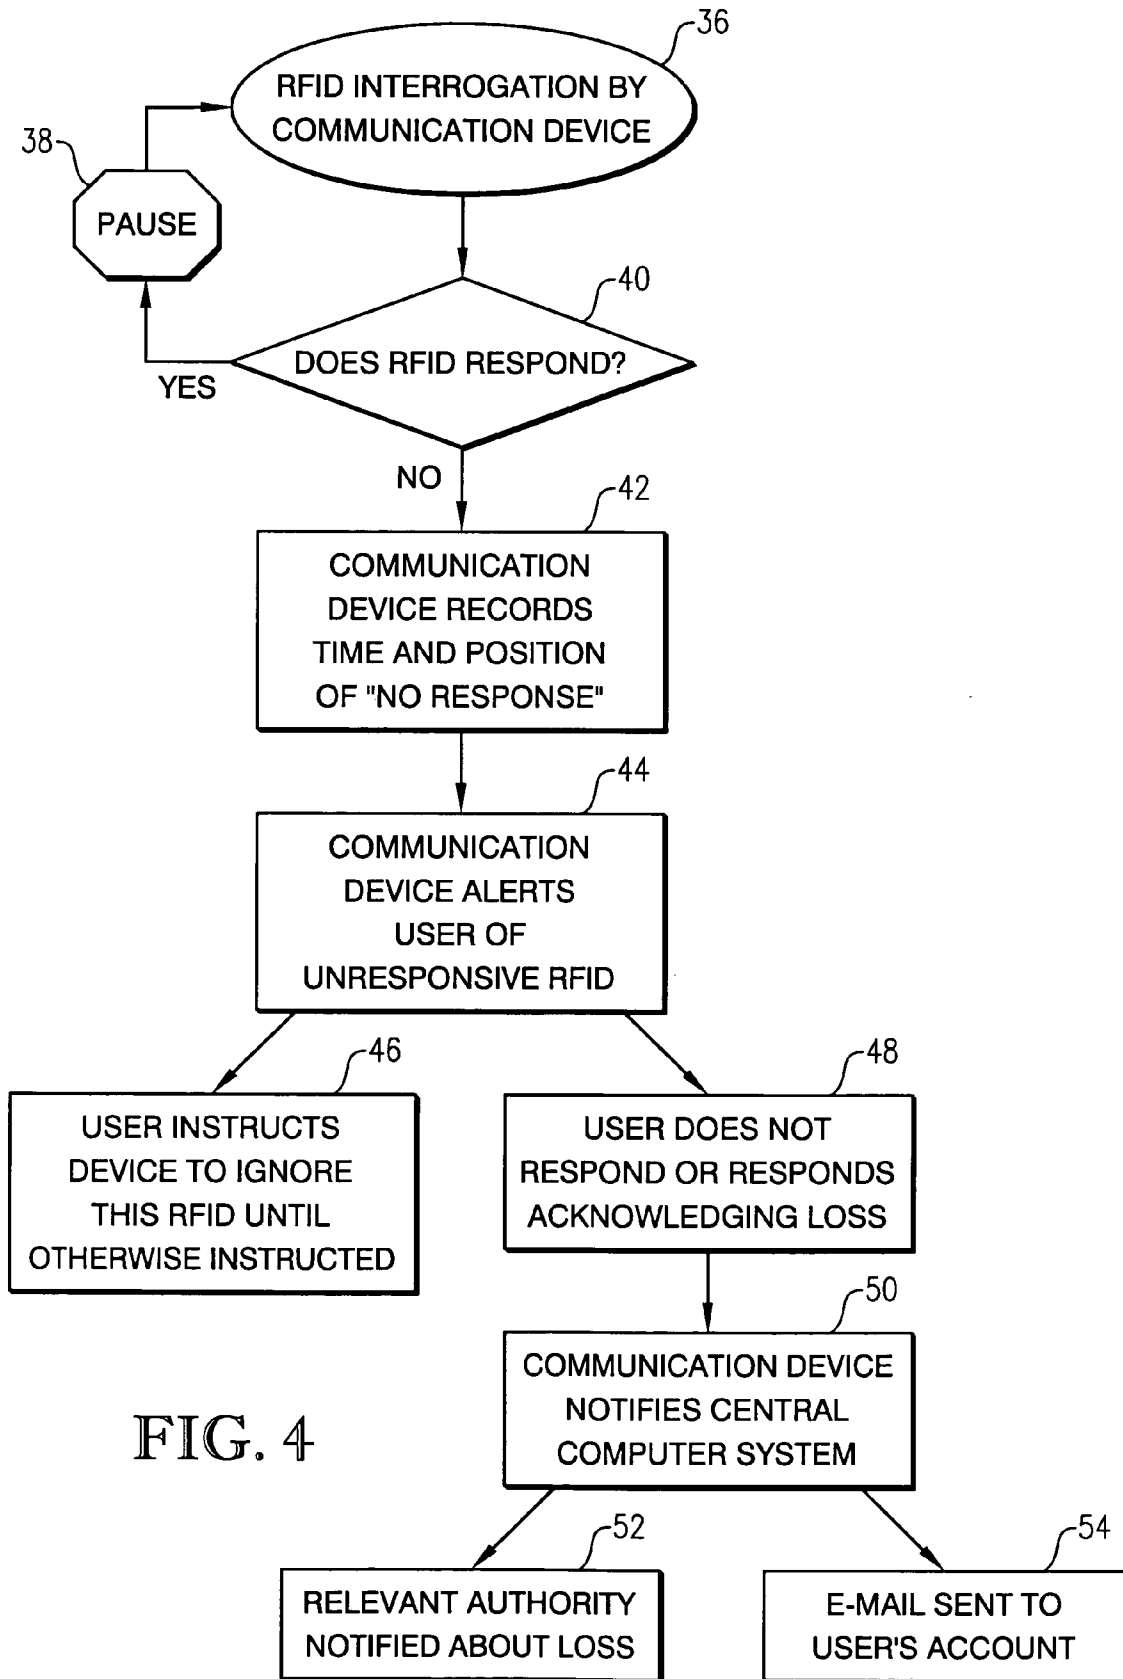 36
RFID INTERROGATION BY
COMMUNICATION DEVICE
38
PAUSE
40
DOES RFID RESPOND?
YES
NO
42
COMMUNICATION
DEVICE RECORDS
TIME AND POSITION
OF "NO RESPONSE"
44
COMMUNICATION
DEVICE ALERTS
USER OF
UNRESPONSIVE RFID
46
USER INSTRUCTS
DEVICE TO IGNORE
THIS RFID UNTIL
OTHERWISE INSTRUCTED
48
USER DOES NOT
RESPOND OR RESPONDS
ACKNOWLEDGING LOSS
50
COMMUNICATION DEVICE
NOTIFIES CENTRAL
COMPUTER SYSTEM
FIG. 4
52
RELEVANT AUTHORITY
NOTIFIED ABOUT LOSS
54
E-MAIL SENT TO
USER'S ACCOUNT